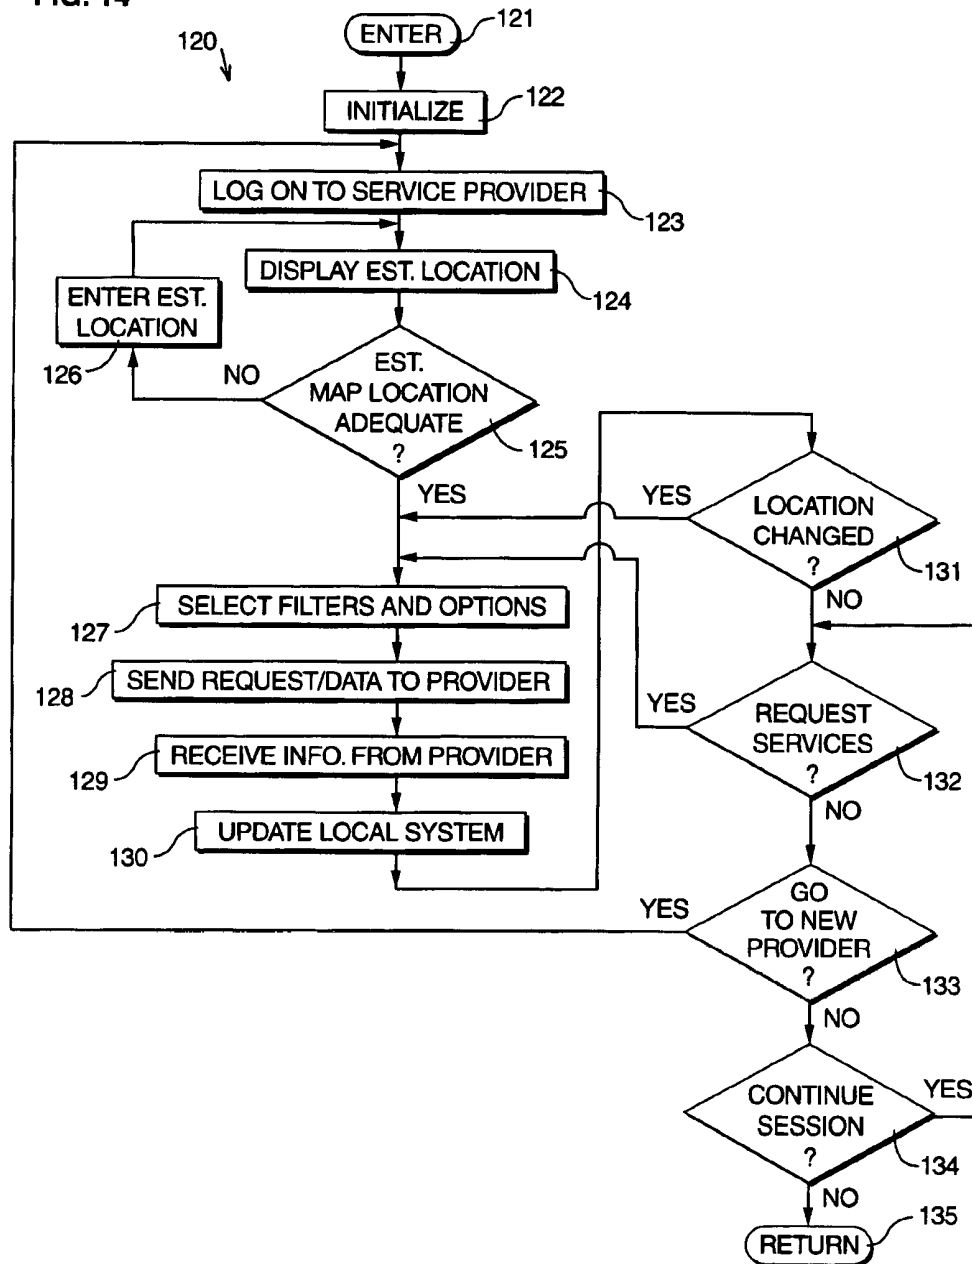 FIG. 14
120
ENTER
121
INITIALIZE
122
LOG ON TO SERVICE PROVIDER
123
DISPLAY EST. LOCATION
124
ENTER EST.
LOCATION
126
NO
EST.
MAP LOCATION
ADEQUATE
?
125
YES
SELECT FILTERS AND OPTIONS
127
SEND REQUEST/DATA TO PROVIDER
128
RECEIVE INFO. FROM PROVIDER
129
UPDATE LOCAL SYSTEM
130
YES
LOCATION
CHANGED
?
131
NO
YES
REQUEST
SERVICES
?
132
NO
YES
GO
TO NEW
PROVIDER
?
133
NO
CONTINUE
SESSION
?
YES
134
NO
RETURN
135